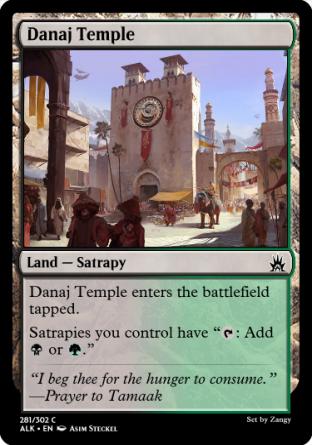 Danaj Temple
Land — Satrapy
Danaj Temple enters the battlefield
tapped.
Satrapies you control have “: Add
or .”
“I beg thee for the hunger to consume.”
—Prayer to Tamaak
281/302 C
ALK • EN Asim Steckel
Set by Zangy